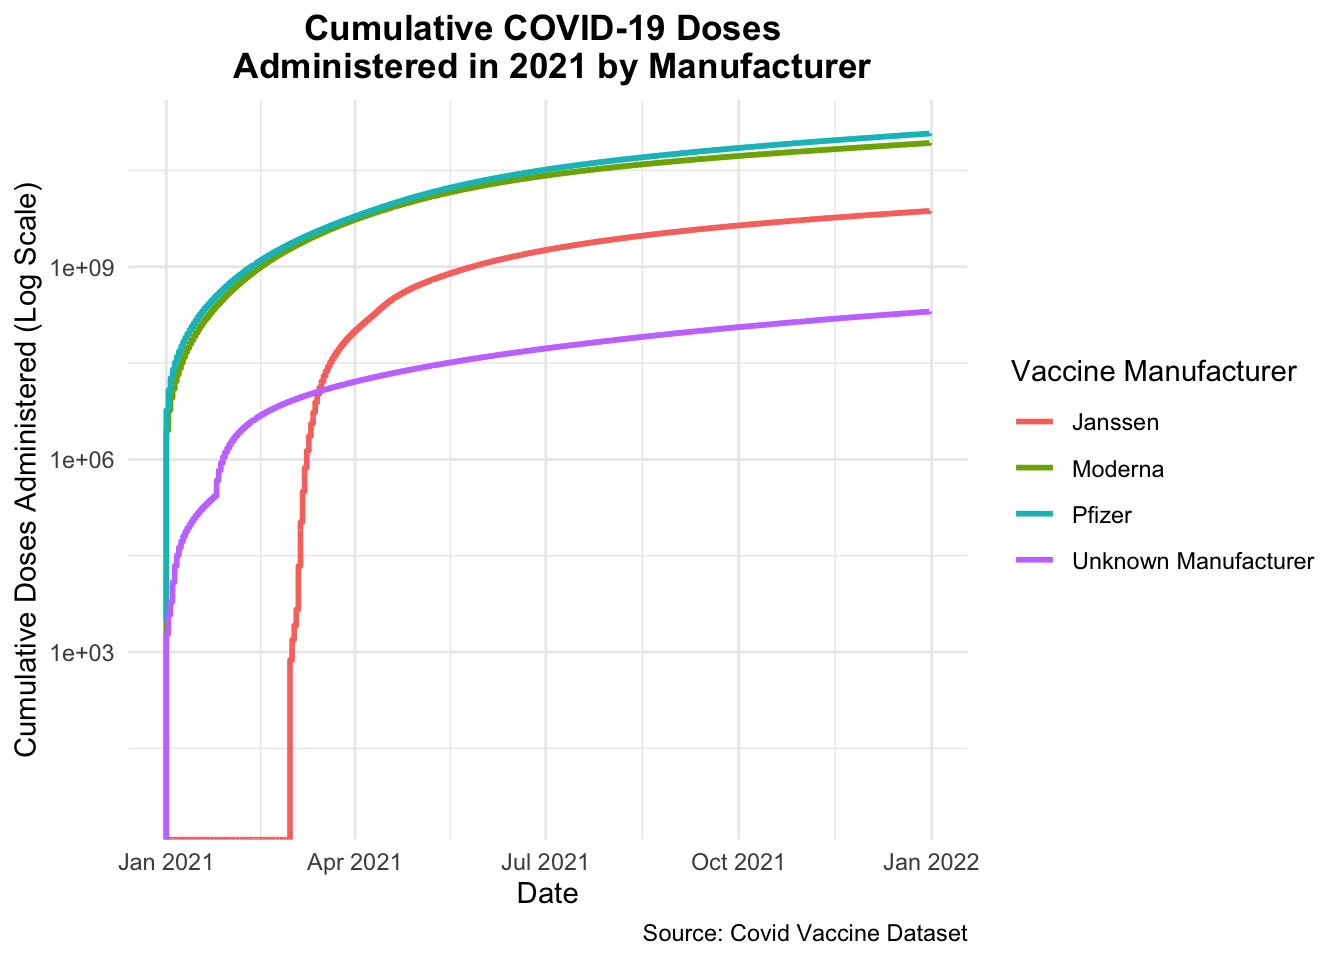 Cumulative COVID-19 Doses
Administered in 2021 by Manufacturer
Cumulative Doses Administered (Log Scale)
1e+09
1e+06
1e+03
Jan 2021
Apr 2021
Jul 2021
Oct 2021
Jan 2022
Date
Vaccine Manufacturer
Janssen
Moderna
Pfizer
Unknown Manufacturer
Source: Covid Vaccine Dataset